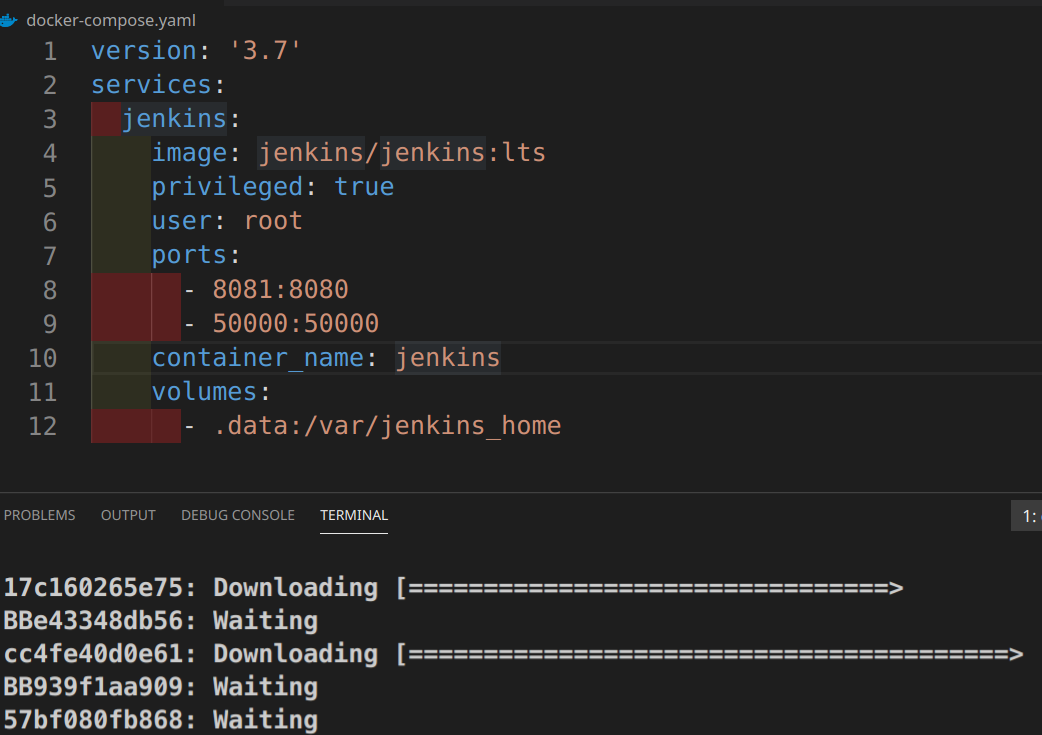 docker-compose.yaml
1 version: '3.7'
2 services:
3 jenkins:
4 image: jenkins/jenkins:lts
5 privileged: true
6 user: root
7 ports:
8 - 8081:8080
9 - 50000:50000
10 container_name: jenkins
11 volumes:
12 - .data:/var/jenkins_home
PROBLEMS OUTPUT DEBUG CONSOLE TERMINAL 1:
17c160265e75: Downloading [================================>
BBe43348db56: Waiting
cc4fe40d0e61: Downloading [========================================>
BB939f1aa909: Waiting
57bf080fb868: Waiting